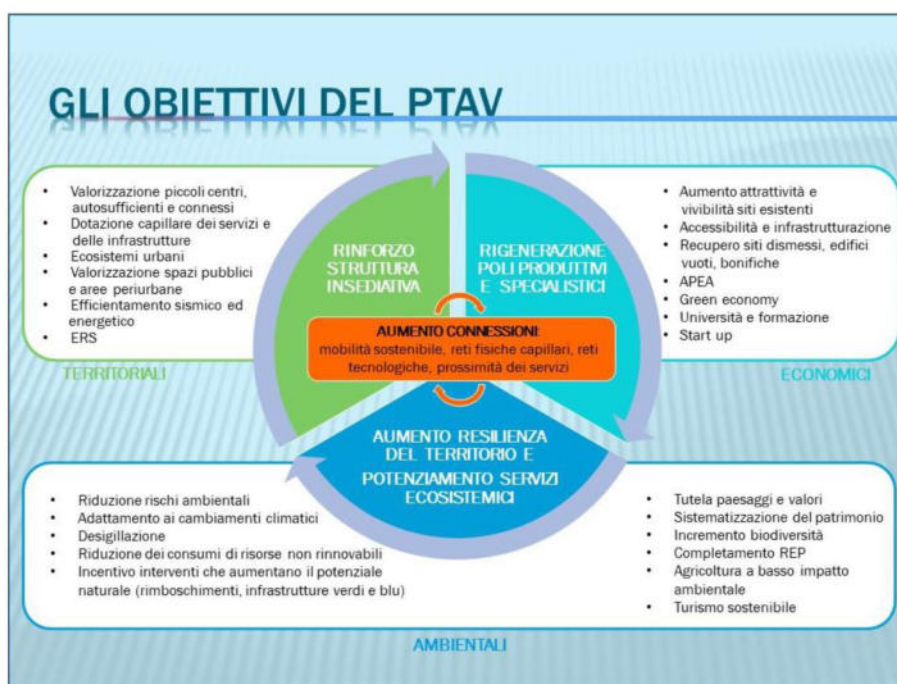 GLI OBIETTIVI DEL PTAV
• Valorizzazione piccoli centri,
autosufficienti e connessi
• Dotazione capillare dei servizi e
delle infrastrutture
• Ecosistemi urbani
• Valorizzazione spazi pubblici
e aree periurbane
• Efficientamento sismico ed
energetico
• ERS
TERRITORIALI
RINFORZO
STRUTTURA
INSEDIATIVA
RIGENERAZIONE
POLI PRODUTTIVI
E SPECIALISTICI
• Aumento attrattività e
vivibilità siti esistenti
• Accessibilità e infrastrutturazione
• Recupero siti dismessi, edifici
vuoti, bonifiche
• APEA
• Green economy
• Università e formazione
• Start up
ECONOMICI
AUMENTO CONNESSIONI:
mobilità sostenibile, reti fisiche capillari, reti
tecnologiche, prossimità dei servizi
AUMENTO RESILIENZA
DEL TERRITORIO E
POTENZIAMENTO SERVIZI
ECOSISTEMICI
• Riduzione rischi ambientali
• Adattamento ai cambiamenti climatici
• Desigillazione
• Riduzione dei consumi di risorse non rinnovabili
• Incentivo interventi che aumentano il potenziale
naturale (rimboschimenti, infrastrutture verdi e blu)
• Tutela paesaggi e valori
• Sistematizzazione del patrimonio
• Incremento biodiversità
• Completamento REP
• Agricoltura a basso impatto
ambientale
• Turismo sostenibile
AMBIENTALI